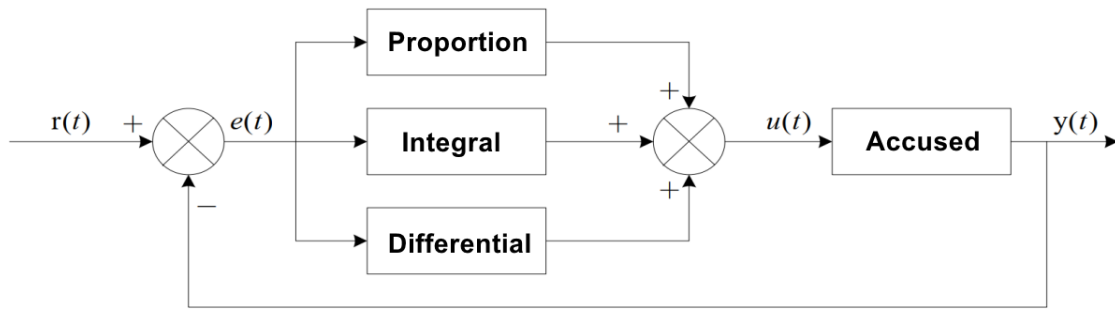 Proportion
+
r(t)
+
e(t)
Integral
+
u(t)
Accused
y(t)
−
+
Differential